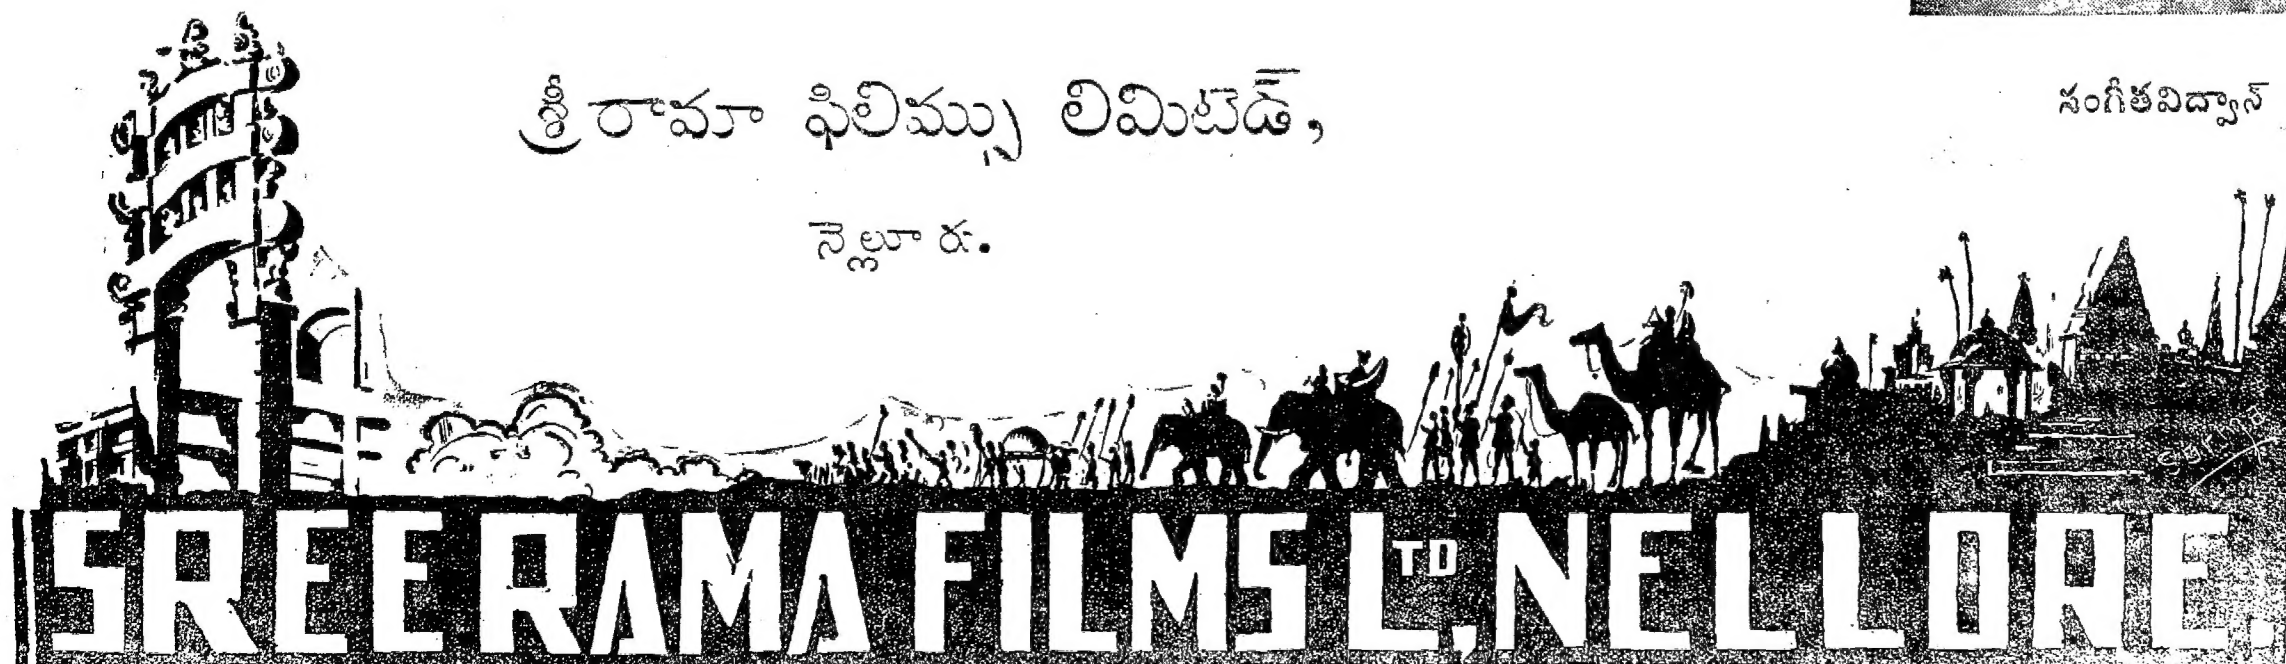 శ్రీ రామా ఫిలిమ్సు లిమిటెడ్,
సంగీతవిద్వాన్
నెల్లూరు.
SREE RAMA FILMS LTD, NELLORE.